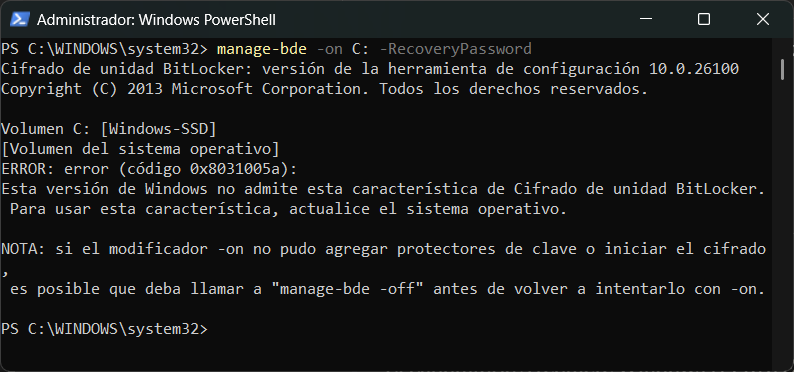 Administrador: Windows PowerShell
PS C:\WINDOWS\system32> manage-bde -on C: -RecoveryPassword
Cifrado de unidad BitLocker: versión de la herramienta de configuración 10.0.26100
Copyright (C) 2013 Microsoft Corporation. Todos los derechos reservados.
Volumen C: [Windows-SSD]
[Volumen del sistema operativo]
ERROR: error (código 0x8031005a):
Esta versión de Windows no admite esta característica de Cifrado de unidad BitLocker.
Para usar esta característica, actualice el sistema operativo.
NOTA: si el modificador -on no pudo agregar protectores de clave o iniciar el cifrado
,
es posible que deba llamar a "manage-bde -off" antes de volver a intentarlo con -on.
PS C:\WINDOWS\system32>